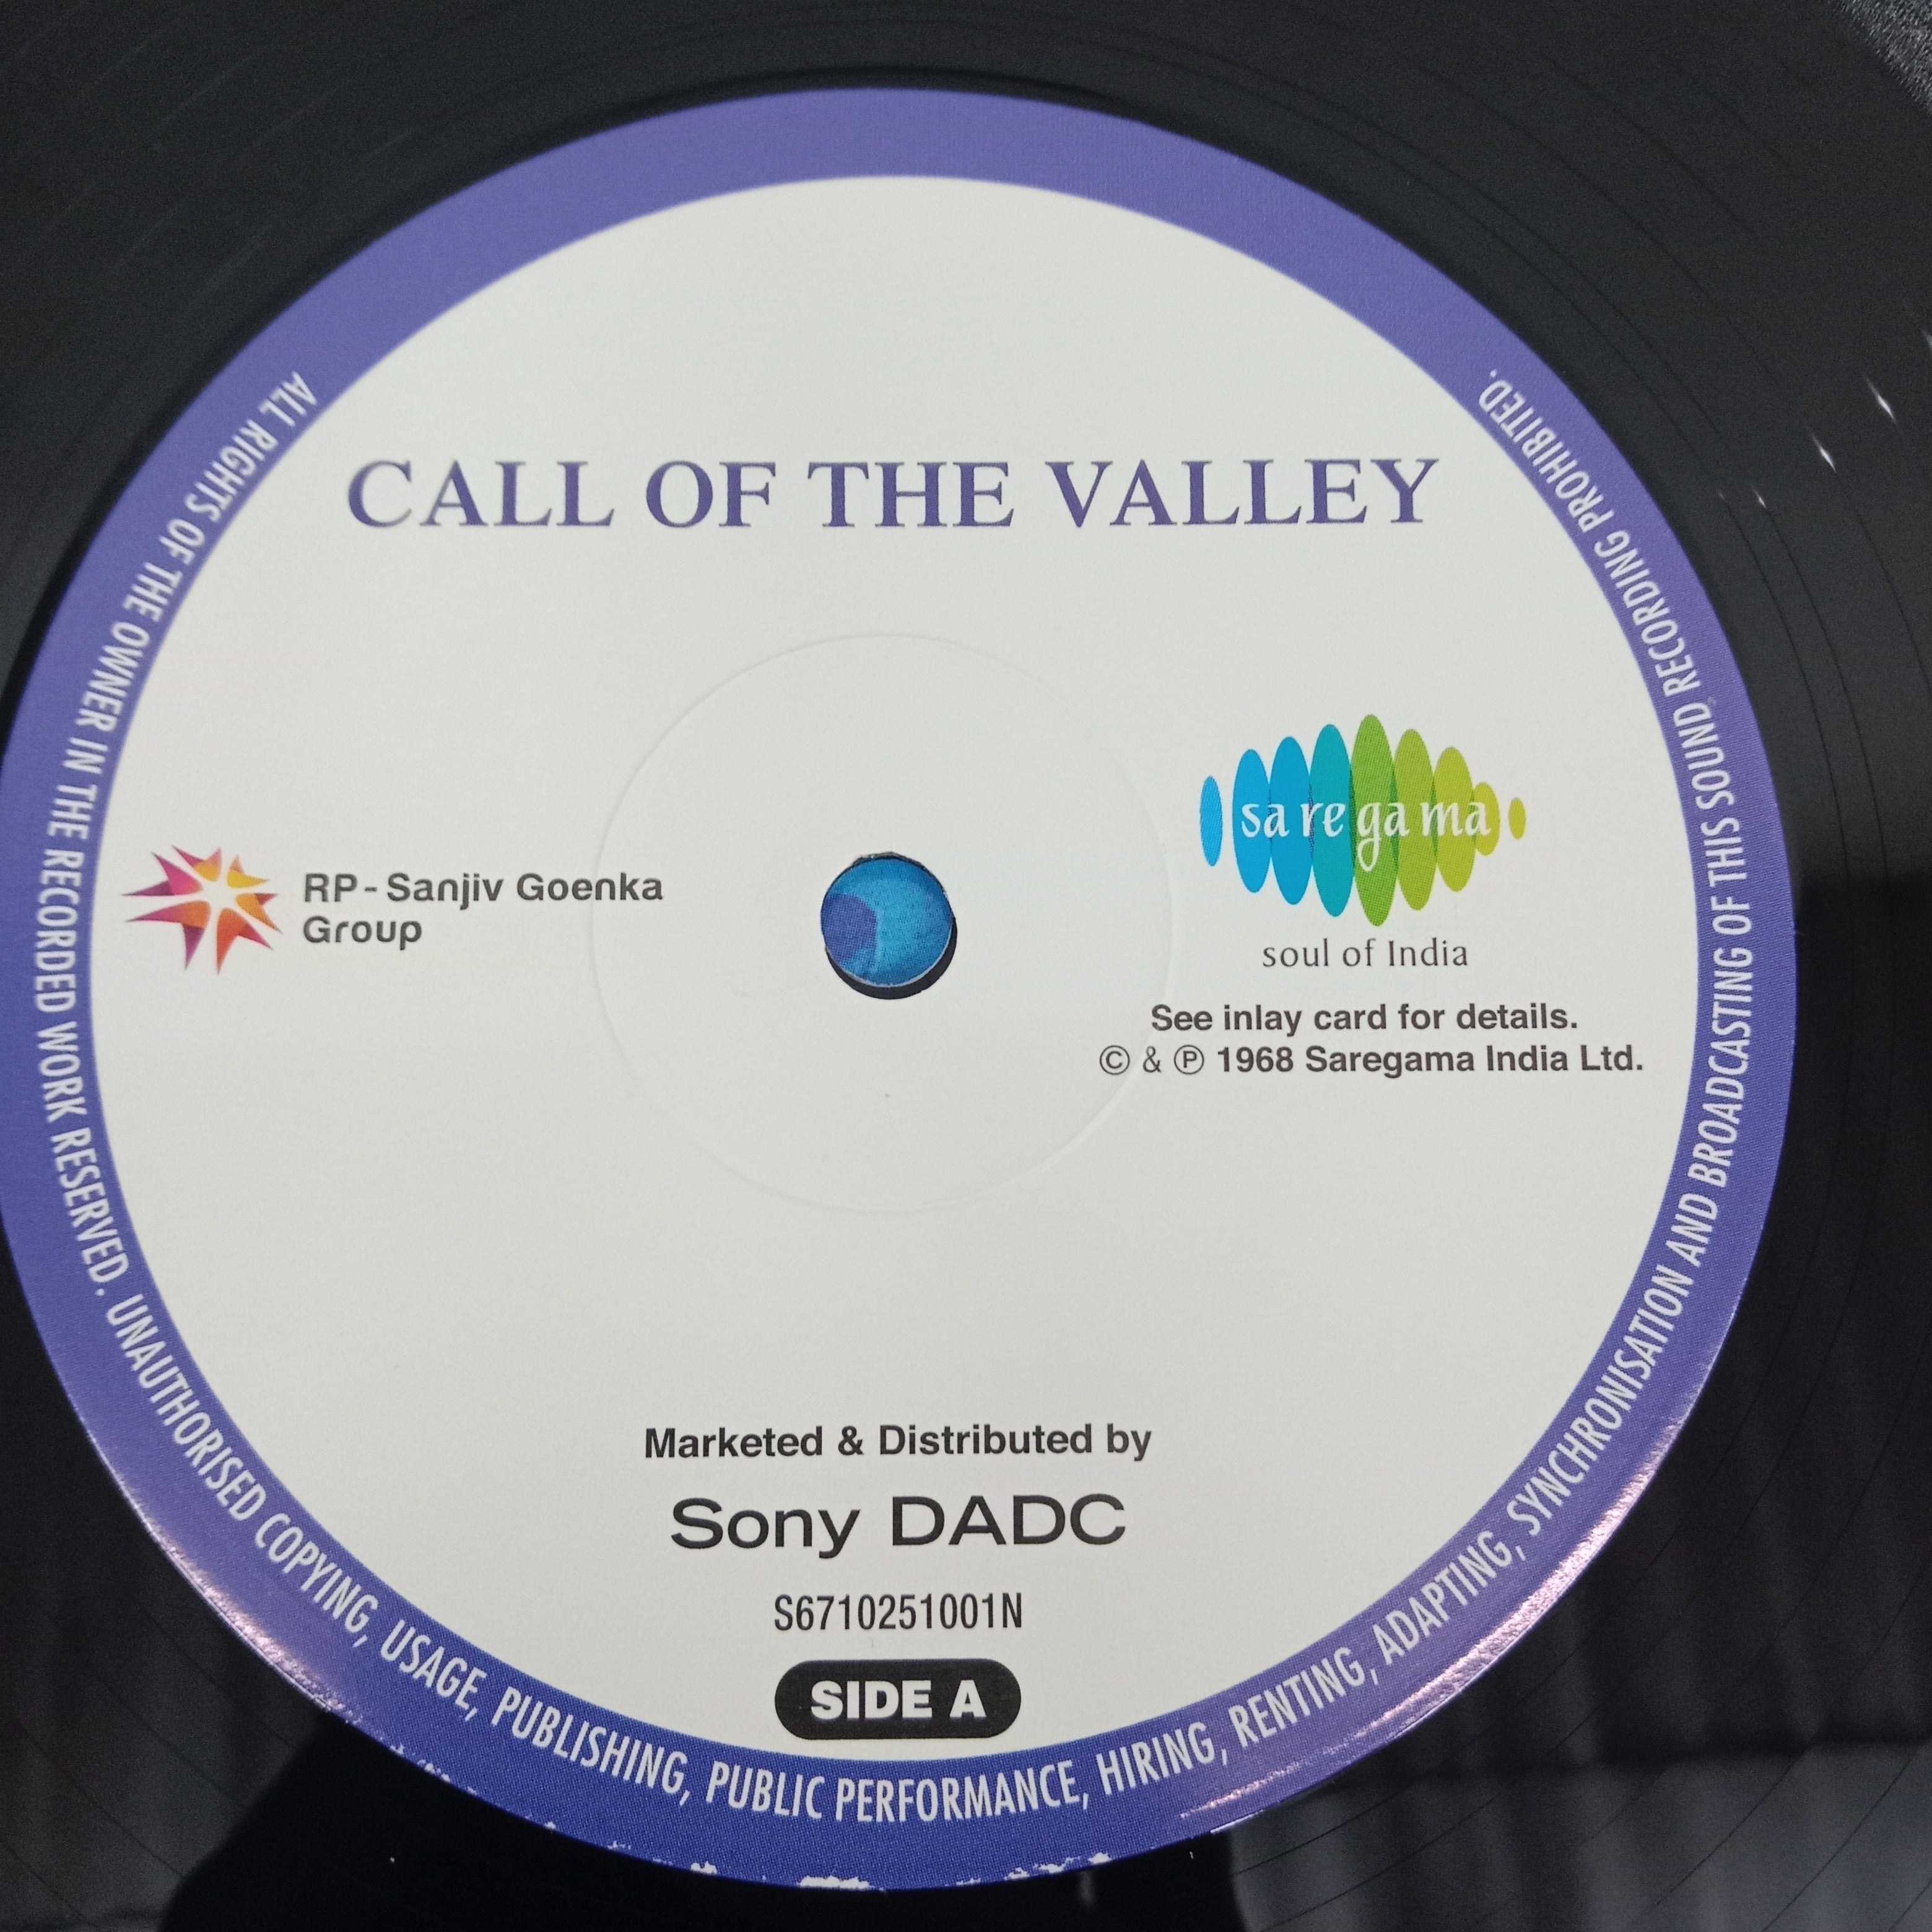 CALL OF THE VALLEY
RP - Sanjiv Goenka
Group
sa re ga ma
soul of India
See inlay card for details.
© & ℗ 1968 Saregama India Ltd.
Marketed & Distributed by
Sony DADC
S6710251001N
SIDE A
ALL RIGHTS OF THE OWNER IN THE RECORDED WORK RESERVED. UNAUTHORISED COPYING, USAGE, PUBLISHING, PUBLIC PERFORMANCE, HIRING, RENTING, ADAPTING, SYNCHRONISATION AND BROADCASTING OF THIS SOUND RECORDING PROHIBITED.